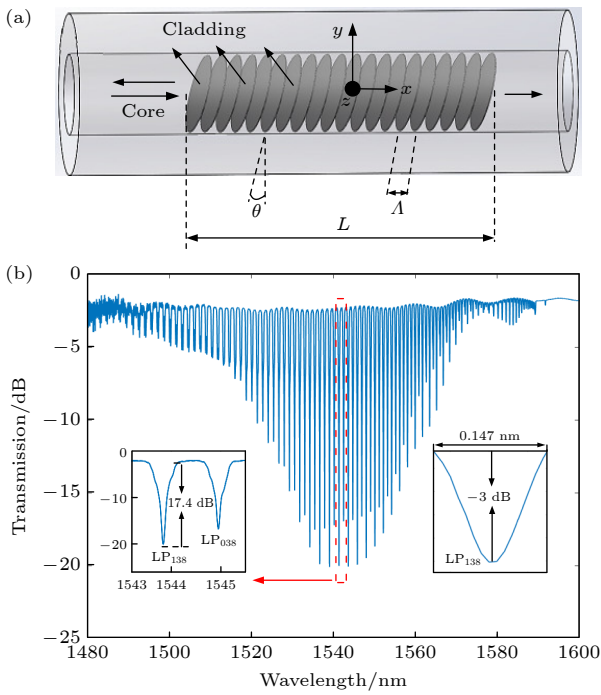 (a)
Cladding
y
x
z
Core
θ
Λ
L
(b)
0
−5
−10
−15
−20
−25
Transmission/dB
1480
1500
1520
1540
1560
1580
1600
Wavelength/nm
0
−10
−20
17.4 dB
LP138
LP038
1543
1544
1545
0.147 nm
−3 dB
LP138